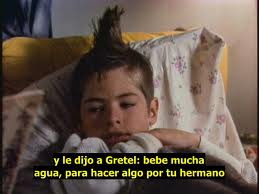 y le dijo a Gretel: bebe mucha
agua, para hacer algo por tu hermano